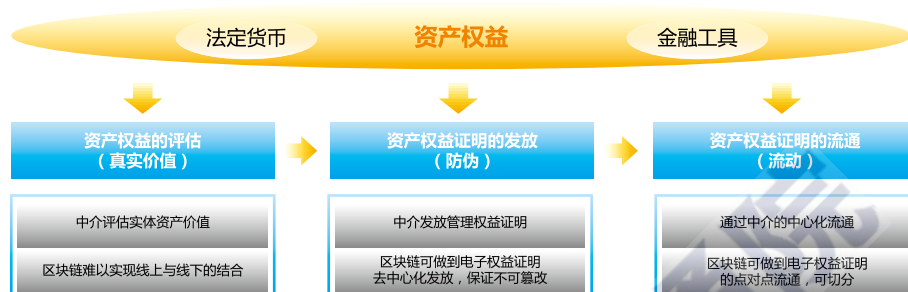 法定货币 资产权益 金融工具
资产权益的评估
（真实价值）
资产权益证明的发放
（防伪）
资产权益证明的流通
（流动）
中介评估实体资产价值
中介发放管理权益证明
通过中介的中心化流通
区块链难以实现线上与线下的结合
区块链可做到电子权益证明
去中心化发放，保证不可篡改
区块链可做到电子权益证明
的点对点流通，可切分